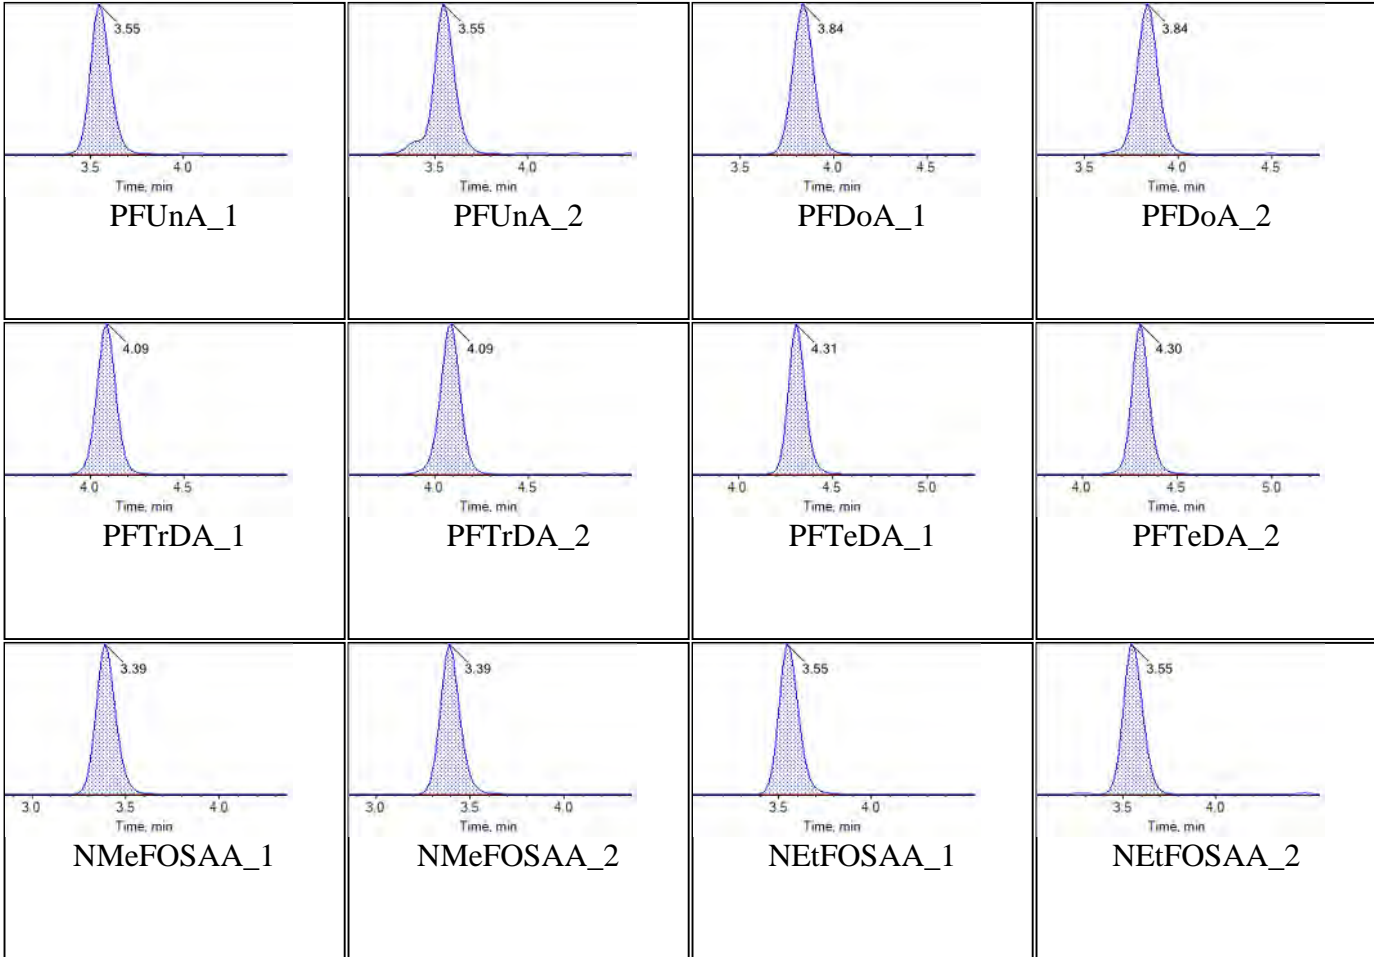 3.55 3.55 3.84 3.84
3.5 4.0 3.5 4.0 3.5 4.0 4.5 3.5 4.0 4.5
Time, min Time, min Time, min Time, min
PFUnA_1 PFUnA_2 PFDoA_1 PFDoA_2
4.09 4.09 4.31 4.30
4.0 4.5 4.0 4.5 4.0 4.5 5.0 4.0 4.5 5.0
Time, min Time, min Time, min Time, min
PFTrDA_1 PFTrDA_2 PFTeDA_1 PFTeDA_2
3.39 3.39 3.55 3.55
3.0 3.5 4.0 3.0 3.5 4.0 3.5 4.0 3.5 4.0
Time, min Time, min Time, min Time, min
NMeFOSAA_1 NMeFOSAA_2 NEtFOSAA_1 NEtFOSAA_2